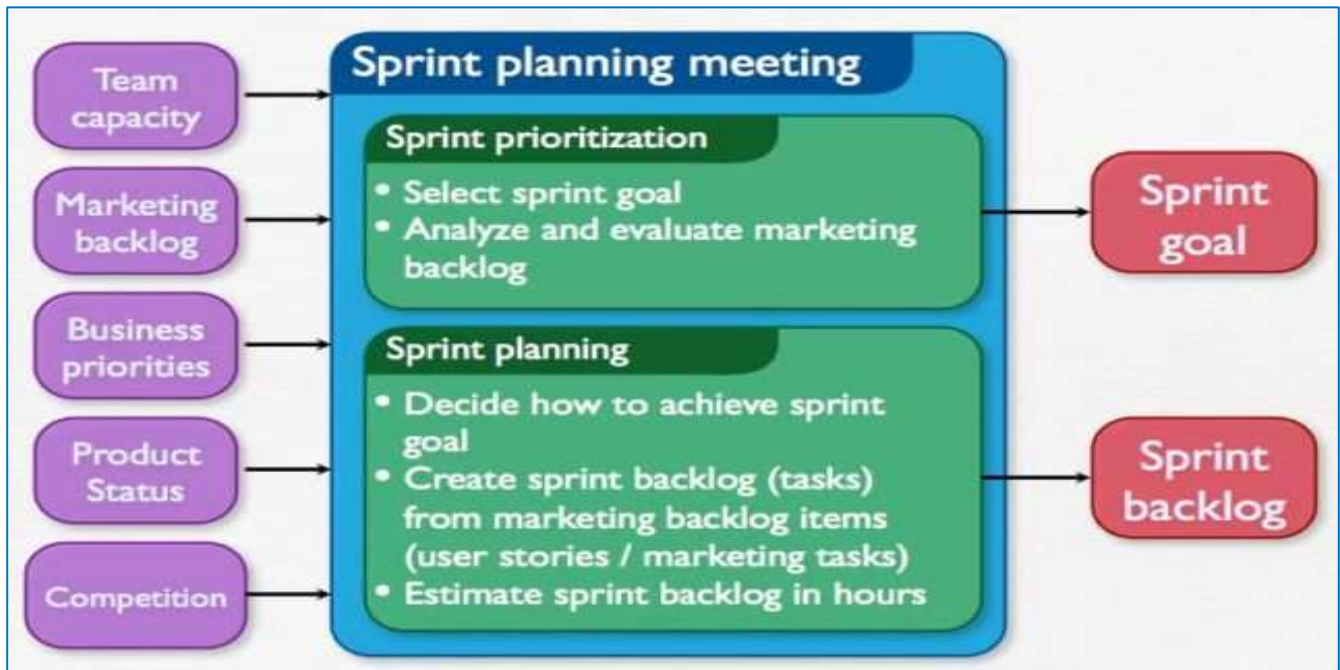 Team
capacity
Marketing
backlog
Business
priorities
Product
Status
Competition
Sprint planning meeting
Sprint prioritization
• Select sprint goal
• Analyze and evaluate marketing
backlog
Sprint planning
• Decide how to achieve sprint
goal
• Create sprint backlog (tasks)
from marketing backlog items
(user stories / marketing tasks)
• Estimate sprint backlog in hours
Sprint
goal
Sprint
backlog